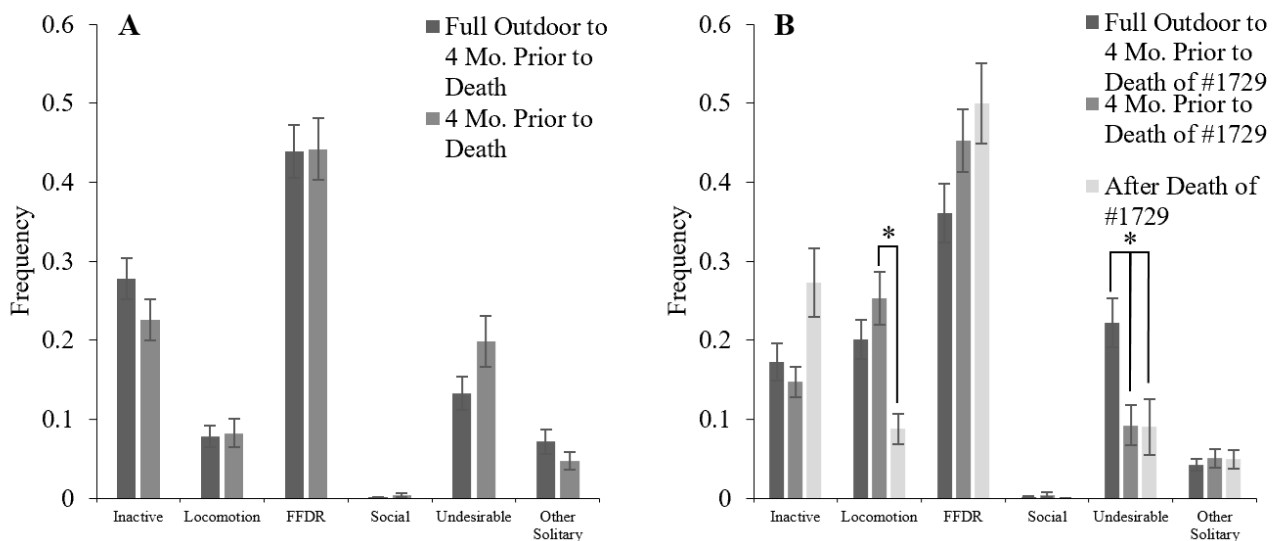 A
0.6
0.5
0.4
0.3
0.2
0.1
0
Frequency
Full Outdoor to
4 Mo. Prior to
Death
4 Mo. Prior to
Death
Inactive
Locomotion
FFDR
Social
Undesirable
Other
Solitary
B
0.6
0.5
0.4
0.3
0.2
0.1
0
Frequency
Full Outdoor to
4 Mo. Prior to
Death of #1729
4 Mo. Prior to
Death of #1729
After Death of
#1729
*
*
Inactive
Locomotion
FFDR
Social
Undesirable
Other
Solitary